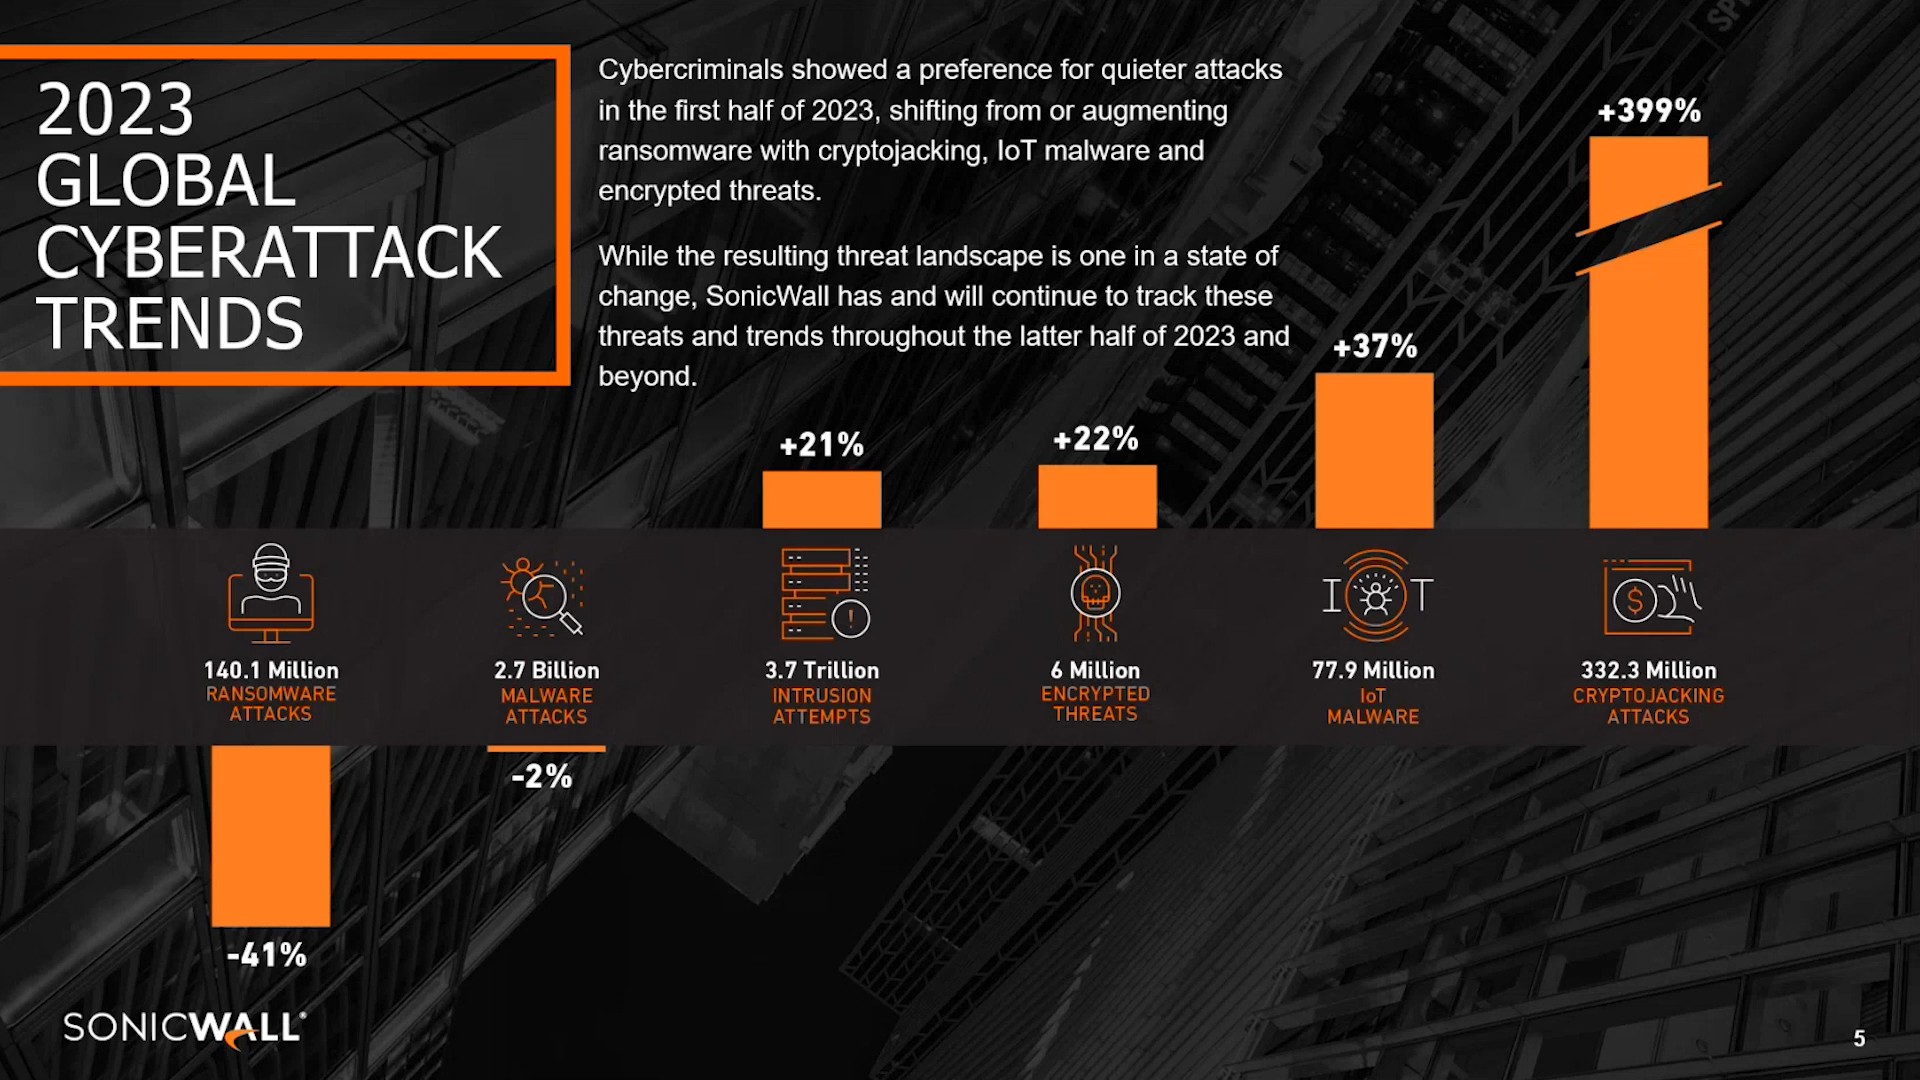 2023
GLOBAL
CYBERATTACK
TRENDS
Cybercriminals showed a preference for quieter attacks
in the first half of 2023, shifting from or augmenting
ransomware with cryptojacking, IoT malware and
encrypted threats.
While the resulting threat landscape is one in a state of
change, SonicWall has and will continue to track these
threats and trends throughout the latter half of 2023 and
beyond.
+21%
+22%
+37%
+399%
I T
$
!
140.1 Million
RANSOMWARE
ATTACKS
2.7 Billion
MALWARE
ATTACKS
3.7 Trillion
INTRUSION
ATTEMPTS
6 Million
ENCRYPTED
THREATS
77.9 Million
IoT
MALWARE
332.3 Million
CRYPTOJACKING
ATTACKS
-41%
-2%
SONICWALL®
5